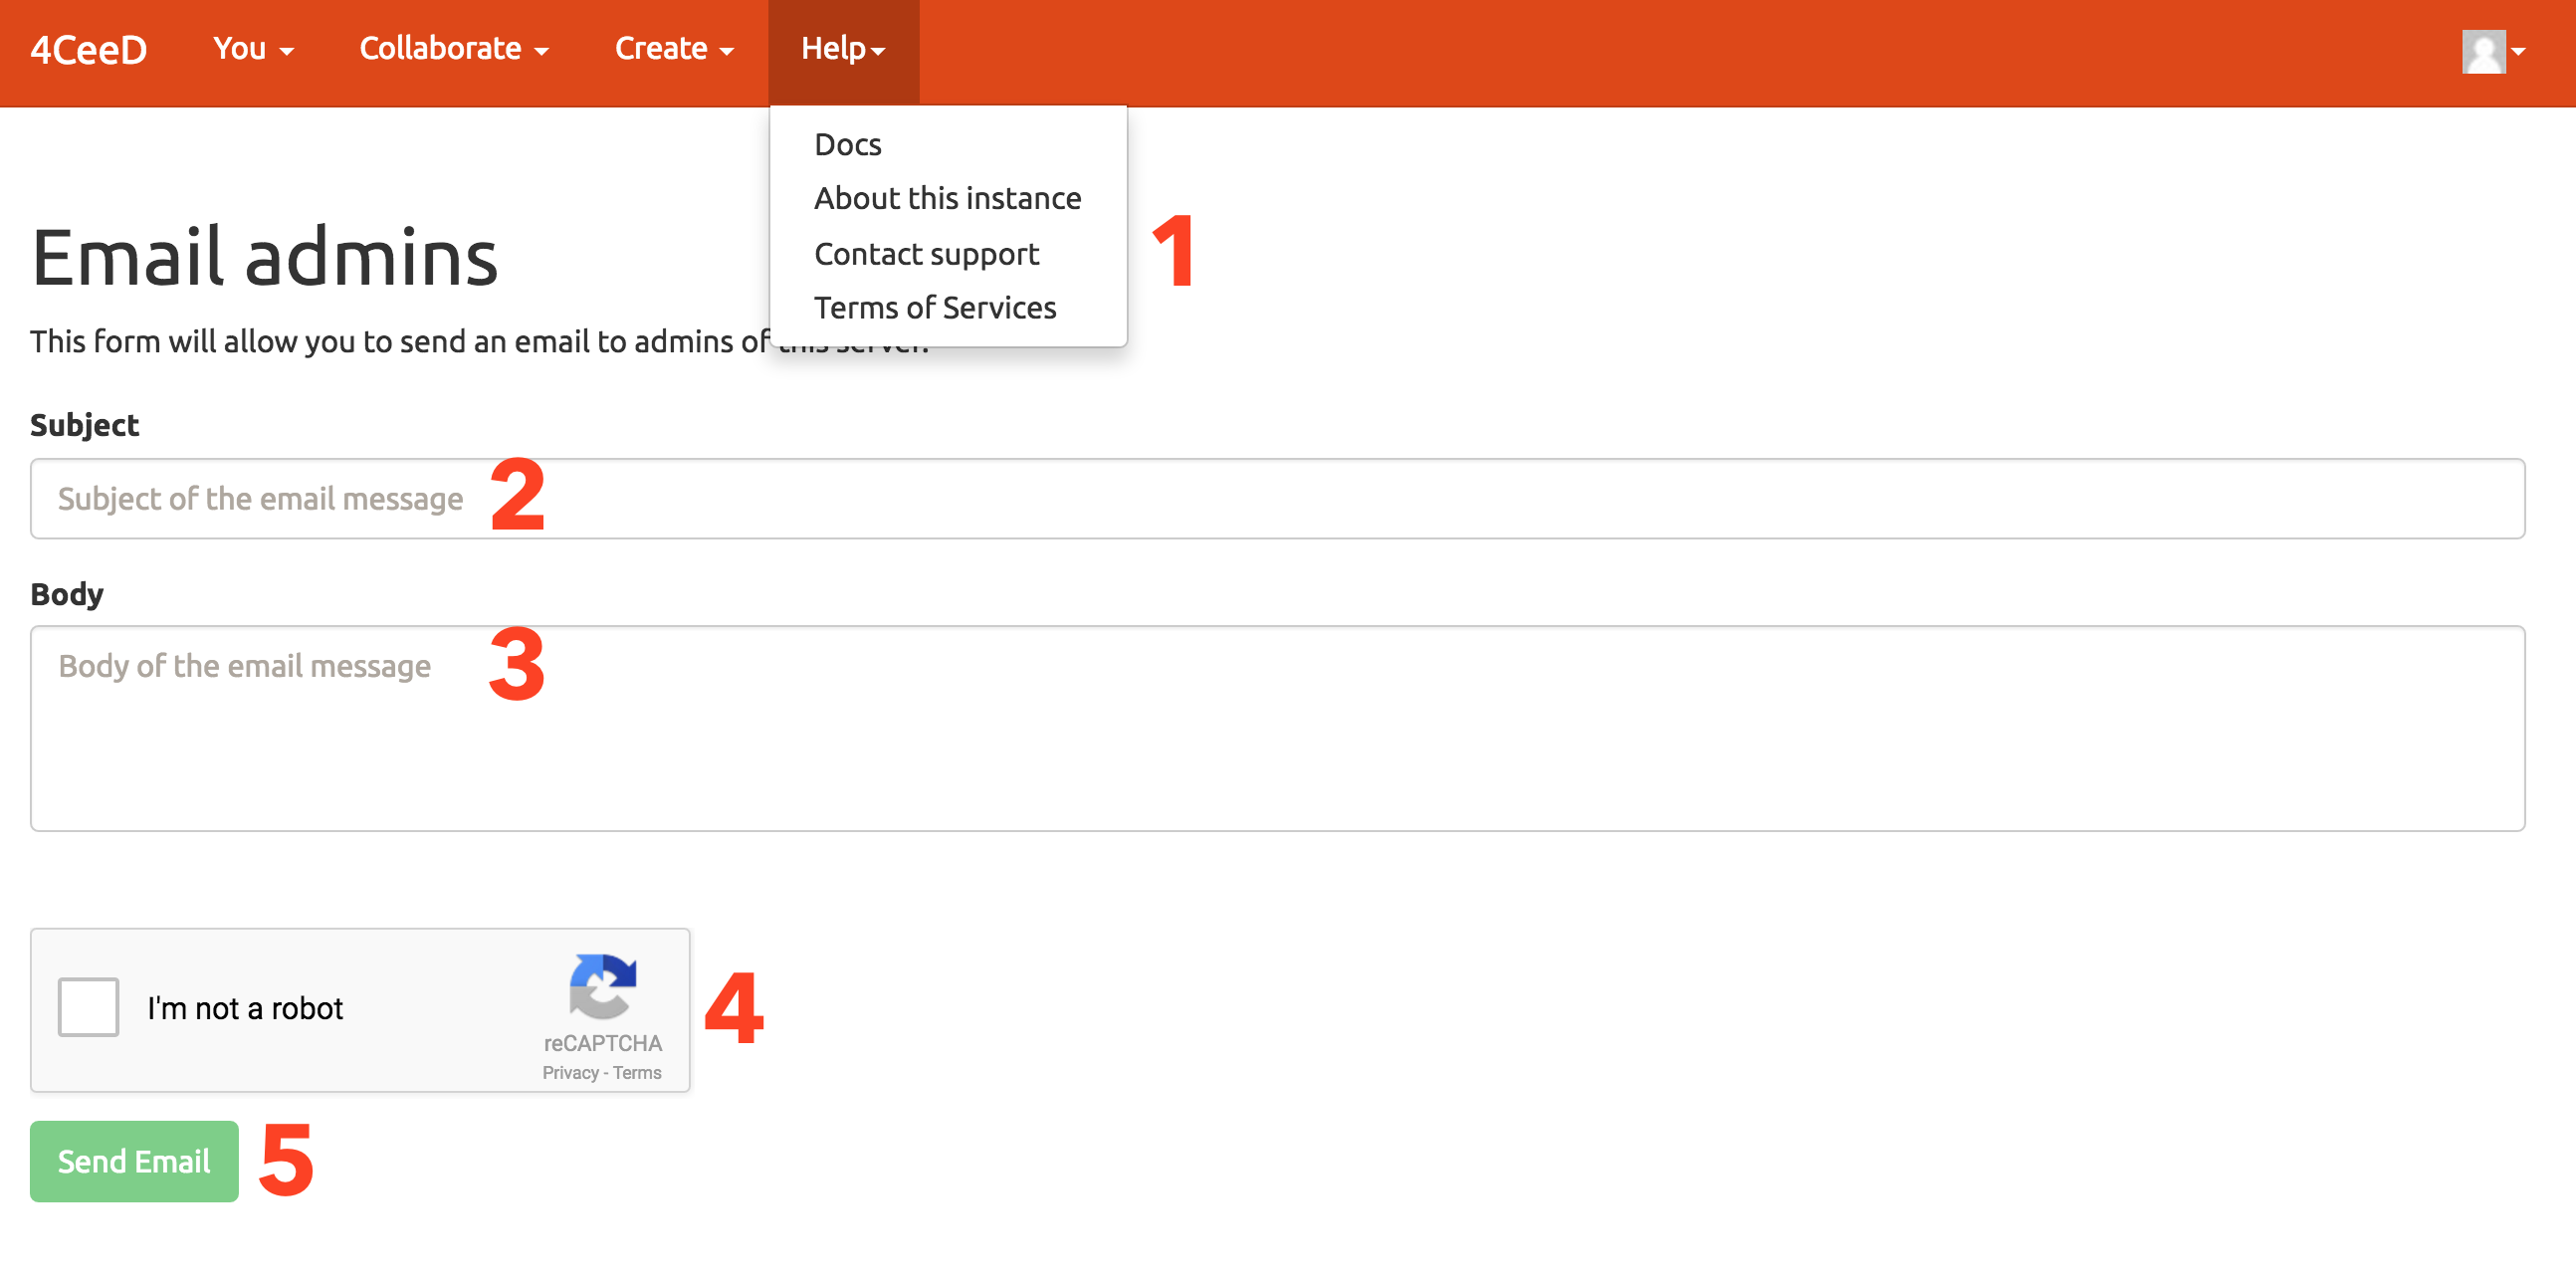 4CeeD You Collaborate Create Help
Docs
About this instance
Contact support
Terms of Services
1
Email admins
This form will allow you to send an email to admins of this server.
Subject
Subject of the email message 2
Body
Body of the email message 3
I'm not a robot
reCAPTCHA
Privacy - Terms
4
Send Email 5